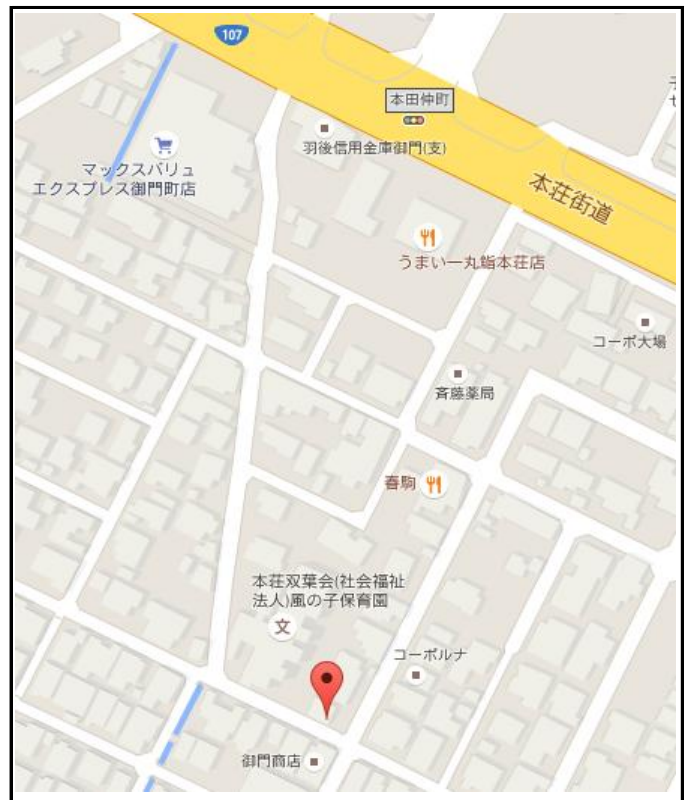 107
本田仲町
羽後信用金庫御門(支)
マックスバリュ
エクスプレス御門町店
本荘街道
うまい一丸鮨本荘店
コーポ大場
斉藤薬局
春駒
本荘双葉会(社会福祉
法人)風の子保育園
文
コーポルナ
御門商店